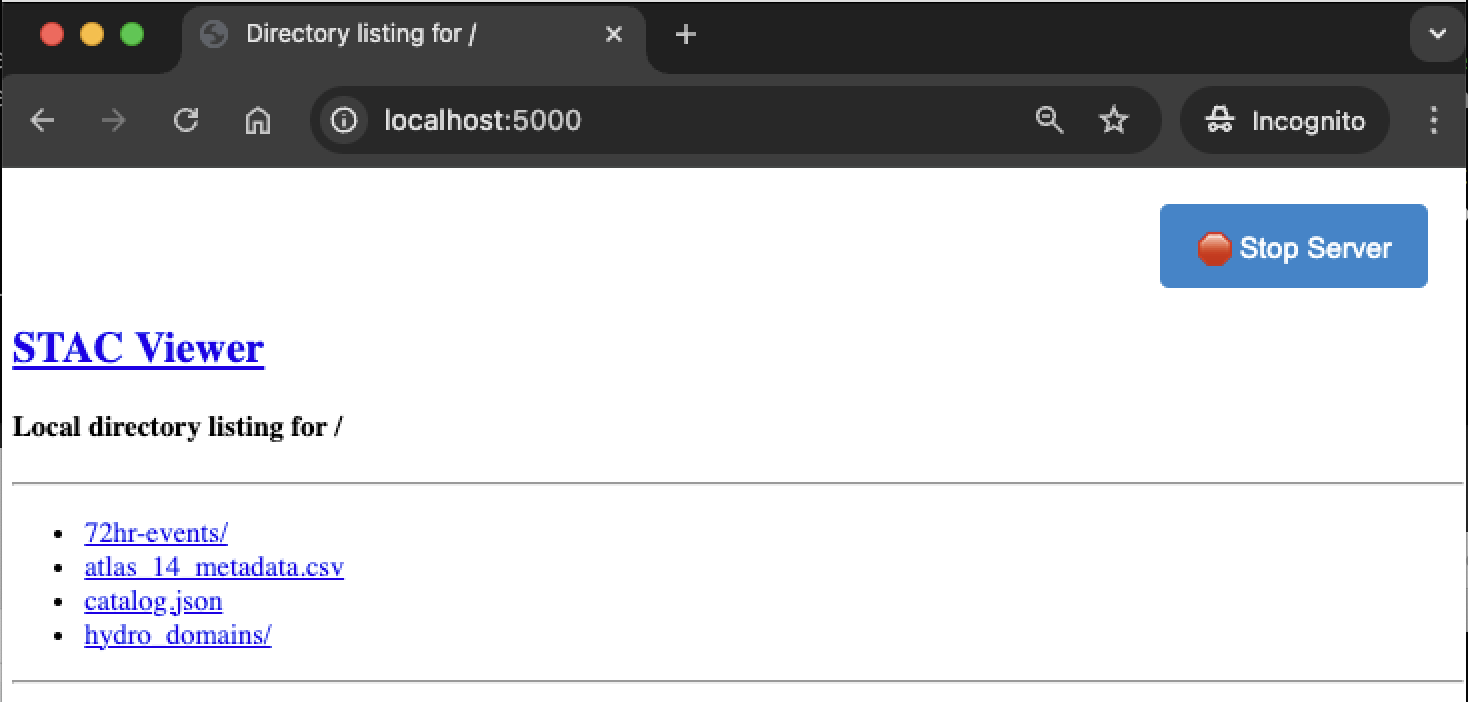 Directory listing for /
localhost:5000
Incognito
Stop Server
STAC Viewer
Local directory listing for /
72hr-events/
atlas_14_metadata.csv
catalog.json
hydro_domains/